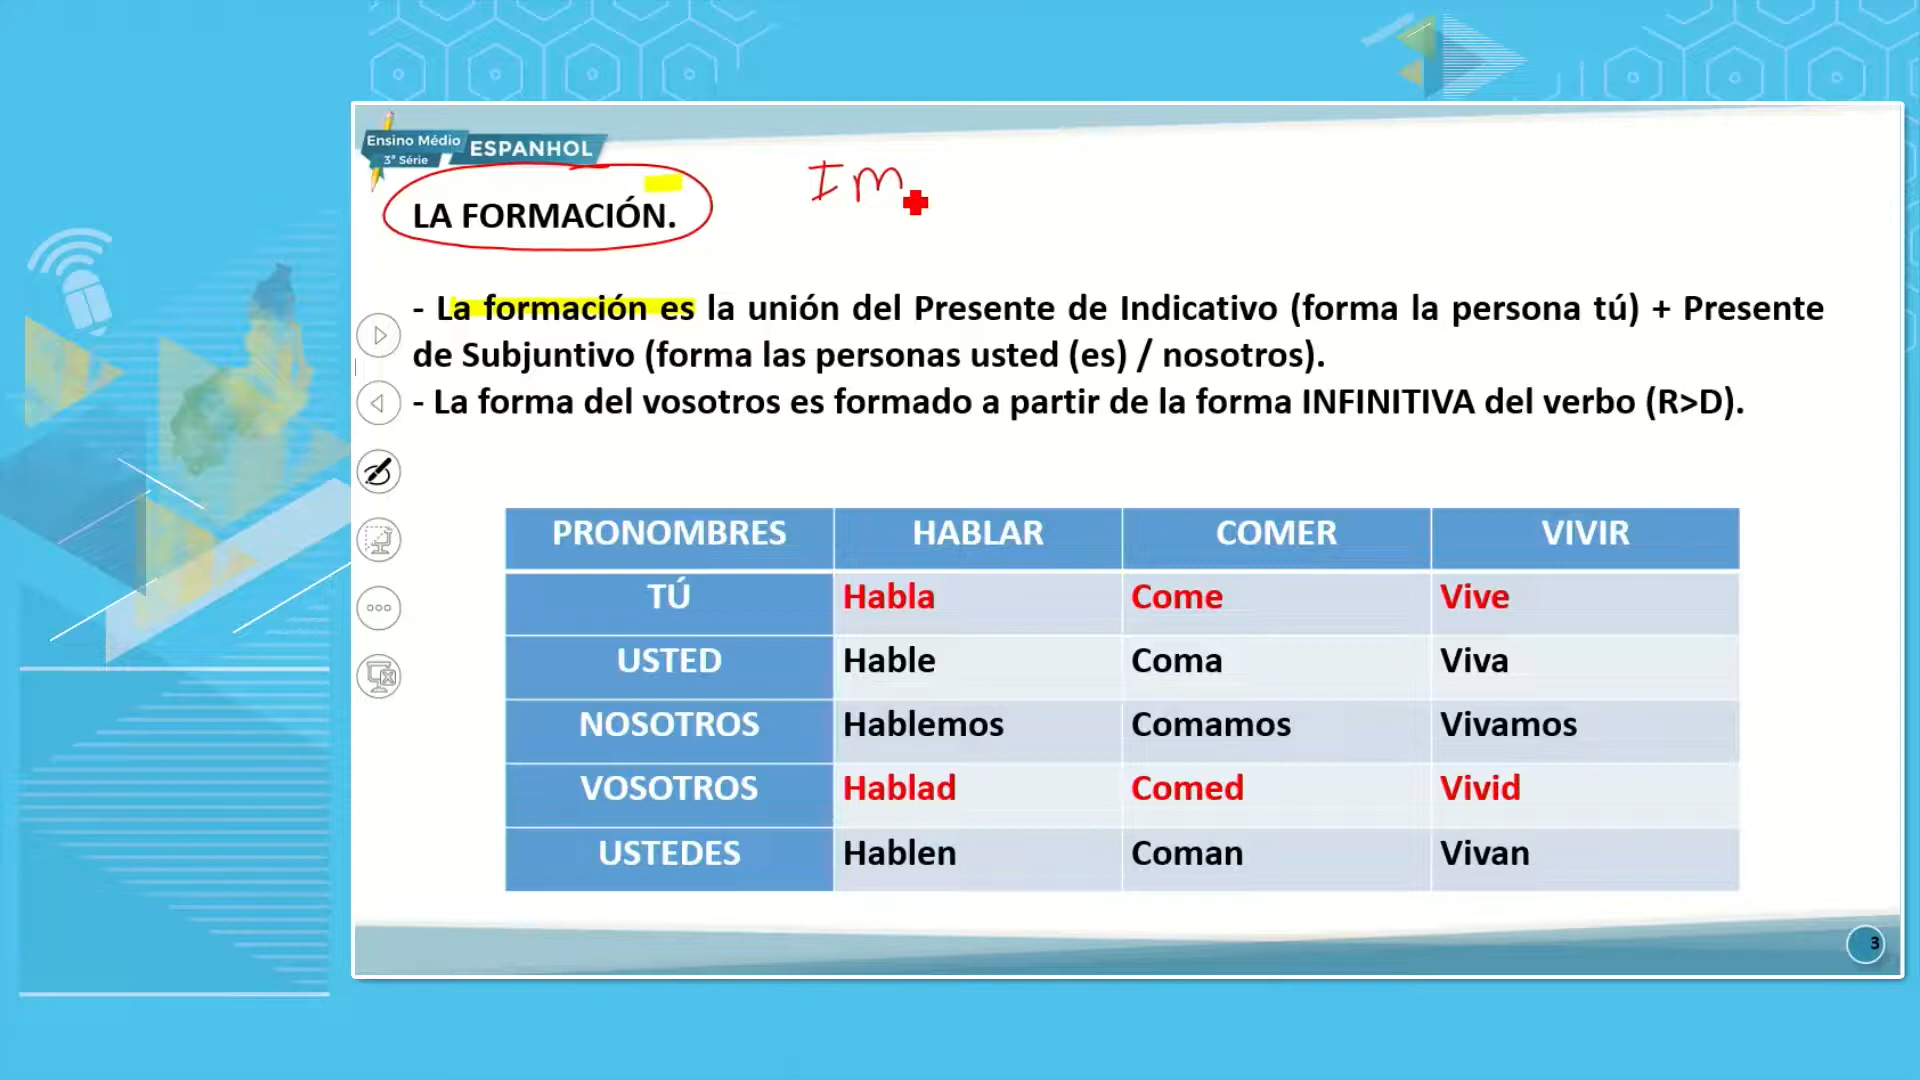 Ensino Médio
3ª Série
ESPANHOL
Im
LA FORMACIÓN.
- La formación es la unión del Presente de Indicativo (forma la persona tú) + Presente
de Subjuntivo (forma las personas usted (es) / nosotros).
- La forma del vosotros es formado a partir de la forma INFINITIVA del verbo (R>D).
PRONOMBRES HABLAR COMER VIVIR
TÚ Habla Come Vive
USTED Hable Coma Viva
NOSOTROS Hablemos Comamos Vivamos
VOSOTROS Hablad Comed Vivid
USTEDES Hablen Coman Vivan
3